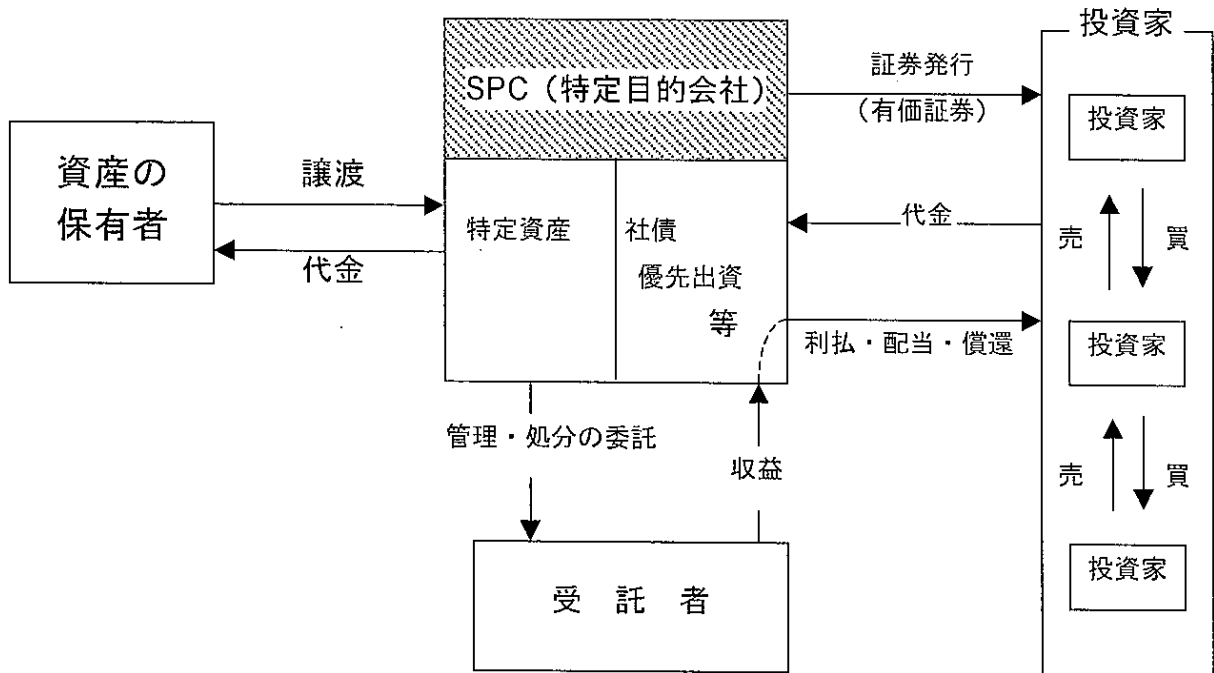 投資家
SPC（特定目的会社）
証券発行
（有価証券）
投資家
資産の
保有者
譲渡
代金
特定資産
社債
優先出資
等
代金
売
買
利払・配当・償還
投資家
管理・処分の委託
収益
売
買
受託者
投資家